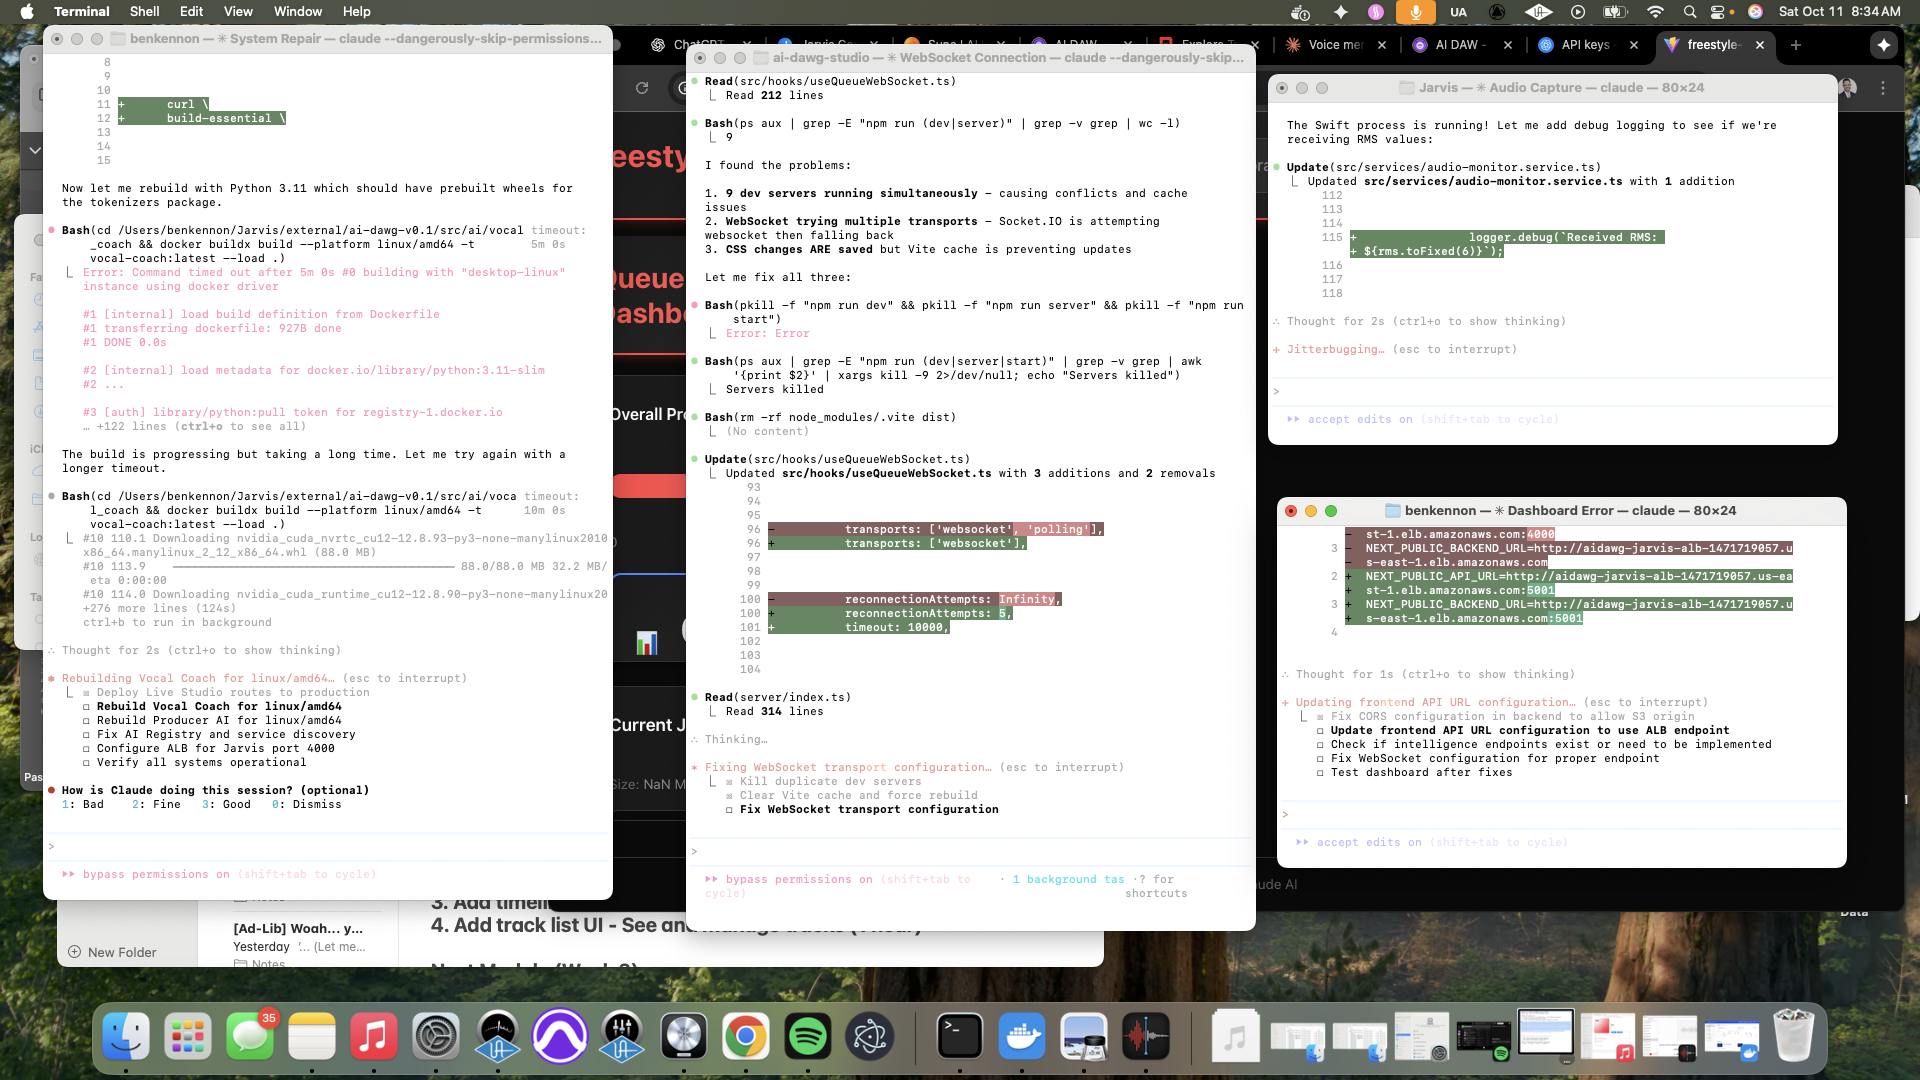 Terminal Shell Edit View Window Help
UA
Sat Oct 11 8:34 AM
benkennon — ✳ System Repair — claude --dangerously-skip-permissions...
8
9
10
11 + curl \
12 + build-essential \
13
14
15
Now let me rebuild with Python 3.11 which should have prebuilt wheels for
the tokenizers package.
Bash(cd /Users/benkennon/Jarvis/external/ai-dawg-v0.1/src/ai/vocal timeout:
_coach && docker buildx build --platform linux/amd64 -t 5m 0s
vocal-coach:latest --load .)
Error: Command timed out after 5m 0s #0 building with "desktop-linux"
instance using docker driver
#1 [internal] load build definition from Dockerfile
#1 transferring dockerfile: 927B done
#1 DONE 0.0s
#2 [internal] load metadata for docker.io/library/python:3.11-slim
#2 ...
#3 [auth] library/python:pull token for registry-1.docker.io
… +122 lines (ctrl+o to see all)
The build is progressing but taking a long time. Let me try again with a
longer timeout.
Bash(cd /Users/benkennon/Jarvis/external/ai-dawg-v0.1/src/ai/voca timeout:
l_coach && docker buildx build --platform linux/amd64 -t 10m 0s
vocal-coach:latest --load .)
#10 110.1 Downloading nvidia_cuda_nvrtc_cu12-12.8.93-py3-none-manylinux2010
x86_64.manylinux_2_12_x86_64.whl (88.0 MB)
#10 113.9 88.0/88.0 MB 32.2 MB/
eta 0:00:00
#10 114.0 Downloading nvidia_cuda_runtime_cu12-12.8.90-py3-none-manylinux20
+276 more lines (124s)
ctrl+b to run in background
∴ Thought for 2s (ctrl+o to show thinking)
✱ Rebuilding Vocal Coach for linux/amd64… (esc to interrupt)
☒ Deploy Live Studio routes to production
☐ Rebuild Vocal Coach for linux/amd64
☐ Rebuild Producer AI for linux/amd64
☐ Fix AI Registry and service discovery
☐ Configure ALB for Jarvis port 4000
☐ Verify all systems operational
How is Claude doing this session? (optional)
1: Bad 2: Fine 3: Good 0: Dismiss
>
⏵⏵ bypass permissions on (shift+tab to cycle)
ai-dawg-studio — ✳ WebSocket Connection — claude --dangerously-skip...
Read(src/hooks/useQueueWebSocket.ts)
Read 212 lines
Bash(ps aux | grep -E "npm run (dev|server)" | grep -v grep | wc -l)
9
I found the problems:
1. 9 dev servers running simultaneously – causing conflicts and cache
issues
2. WebSocket trying multiple transports – Socket.IO is attempting
websocket then falling back
3. CSS changes ARE saved but Vite cache is preventing updates
Let me fix all three:
Bash(pkill -f "npm run dev" && pkill -f "npm run server" && pkill -f "npm run
start")
Error: Error
Bash(ps aux | grep -E "npm run (dev|server|start)" | grep -v grep | awk
'{print $2}' | xargs kill -9 2>/dev/null; echo "Servers killed")
Servers killed
Bash(rm -rf node_modules/.vite dist)
(No content)
Update(src/hooks/useQueueWebSocket.ts)
Updated src/hooks/useQueueWebSocket.ts with 3 additions and 2 removals
93
94
95
96 - transports: ['websocket', 'polling'],
96 + transports: ['websocket'],
97
98
99
100 - reconnectionAttempts: Infinity,
100 + reconnectionAttempts: 5,
101 + timeout: 10000,
102
103
104
Read(server/index.ts)
Read 314 lines
∴ Thinking…
✶ Fixing WebSocket transport configuration… (esc to interrupt)
☒ Kill duplicate dev servers
☒ Clear Vite cache and force rebuild
☐ Fix WebSocket transport configuration
>
⏵⏵ bypass permissions on (shift+tab to · 1 background tas ·? for
cycle) shortcuts
ChatGPT
AI DAW
Voice mer
AI DAW -
API keys -
freestyle-
Jarvis — ✳ Audio Capture — claude — 80×24
The Swift process is running! Let me add debug logging to see if we're
receiving RMS values:
Update(src/services/audio-monitor.service.ts)
Updated src/services/audio-monitor.service.ts with 1 addition
112
113
114
115 + logger.debug(`Received RMS:
+ ${rms.toFixed(6)}`);
116
117
118
∴ Thought for 2s (ctrl+o to show thinking)
✢ Jitterbugging… (esc to interrupt)
>
⏵⏵ accept edits on (shift+tab to cycle)
benkennon — ✳ Dashboard Error — claude — 80×24
- st-1.elb.amazonaws.com:4000
3 - NEXT_PUBLIC_BACKEND_URL=http://aidawg-jarvis-alb-1471719057.u
- s-east-1.elb.amazonaws.com
2 + NEXT_PUBLIC_API_URL=http://aidawg-jarvis-alb-1471719057.us-ea
+ st-1.elb.amazonaws.com:5001
3 + NEXT_PUBLIC_BACKEND_URL=http://aidawg-jarvis-alb-1471719057.u
+ s-east-1.elb.amazonaws.com:5001
4
∴ Thought for 1s (ctrl+o to show thinking)
✢ Updating frontend API URL configuration… (esc to interrupt)
☒ Fix CORS configuration in backend to allow S3 origin
☐ Update frontend API URL configuration to use ALB endpoint
☐ Check if intelligence endpoints exist or need to be implemented
☐ Fix WebSocket configuration for proper endpoint
☐ Test dashboard after fixes
>
⏵⏵ accept edits on (shift+tab to cycle)
eesty
ueue
ashbo
Overall Pro
Current J
Size: NaN M
ude AI
Data
3. Add timeli
4. Add track list UI - See and
[Ad-Lib] Woah... y...
Yesterday '... (Let me...
Notes
New Folder
35